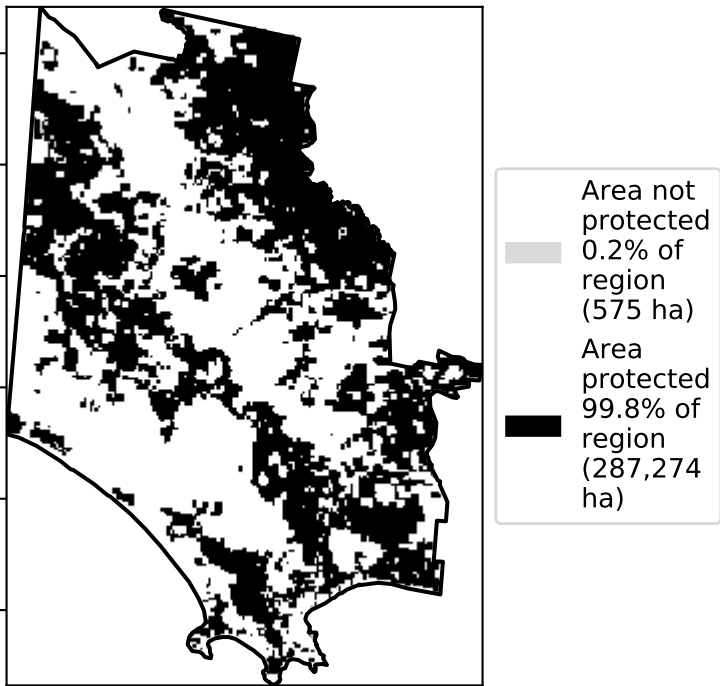 Area not
protected
0.2% of
region
(575 ha)
Area
protected
99.8% of
region
(287,274
ha)